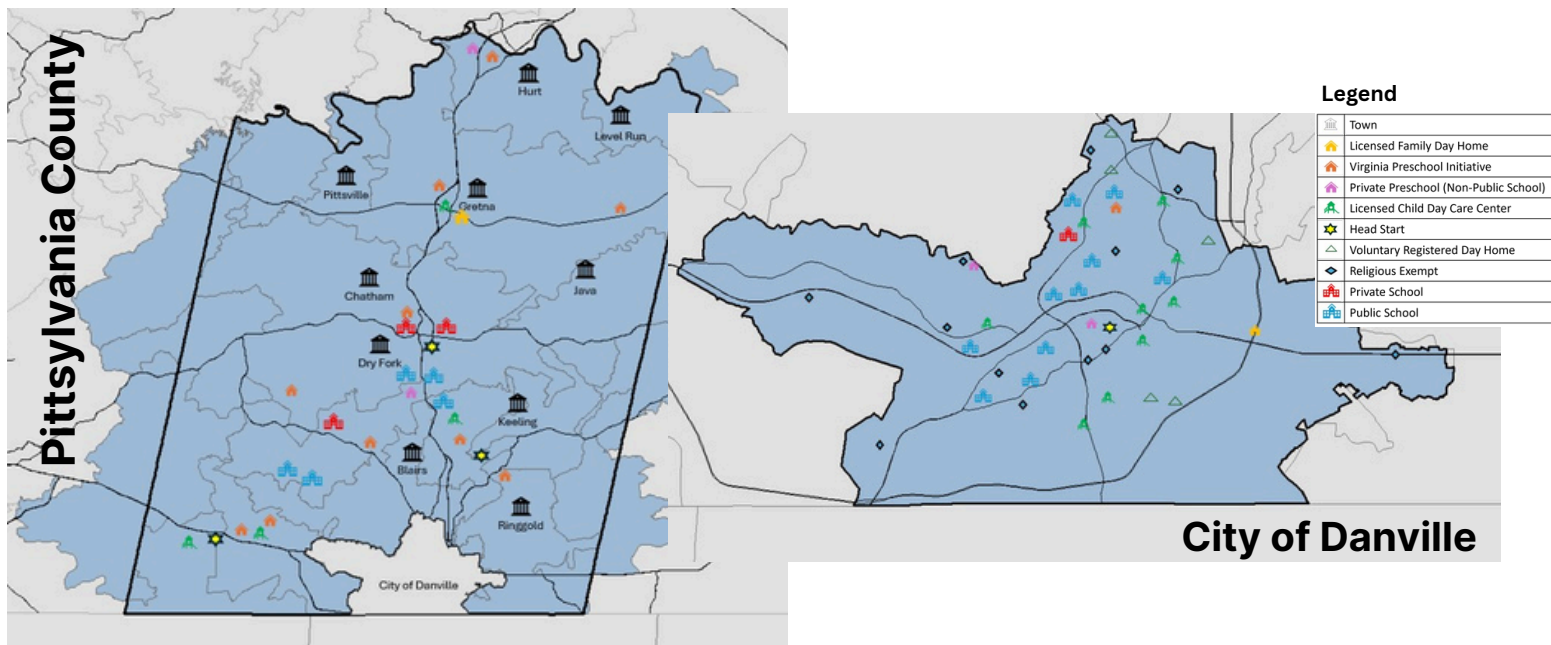 Pittsylvania County
Hurt
Level Run
Pittsville
Gretna
Chatham
Java
Dry Fork
Keeling
Blairs
Ringgold
City of Danville
Legend
Town
Licensed Family Day Home
Virginia Preschool Initiative
Private Preschool (Non-Public School)
Licensed Child Day Care Center
Head Start
Voluntary Registered Day Home
Religious Exempt
Private School
Public School
City of Danville